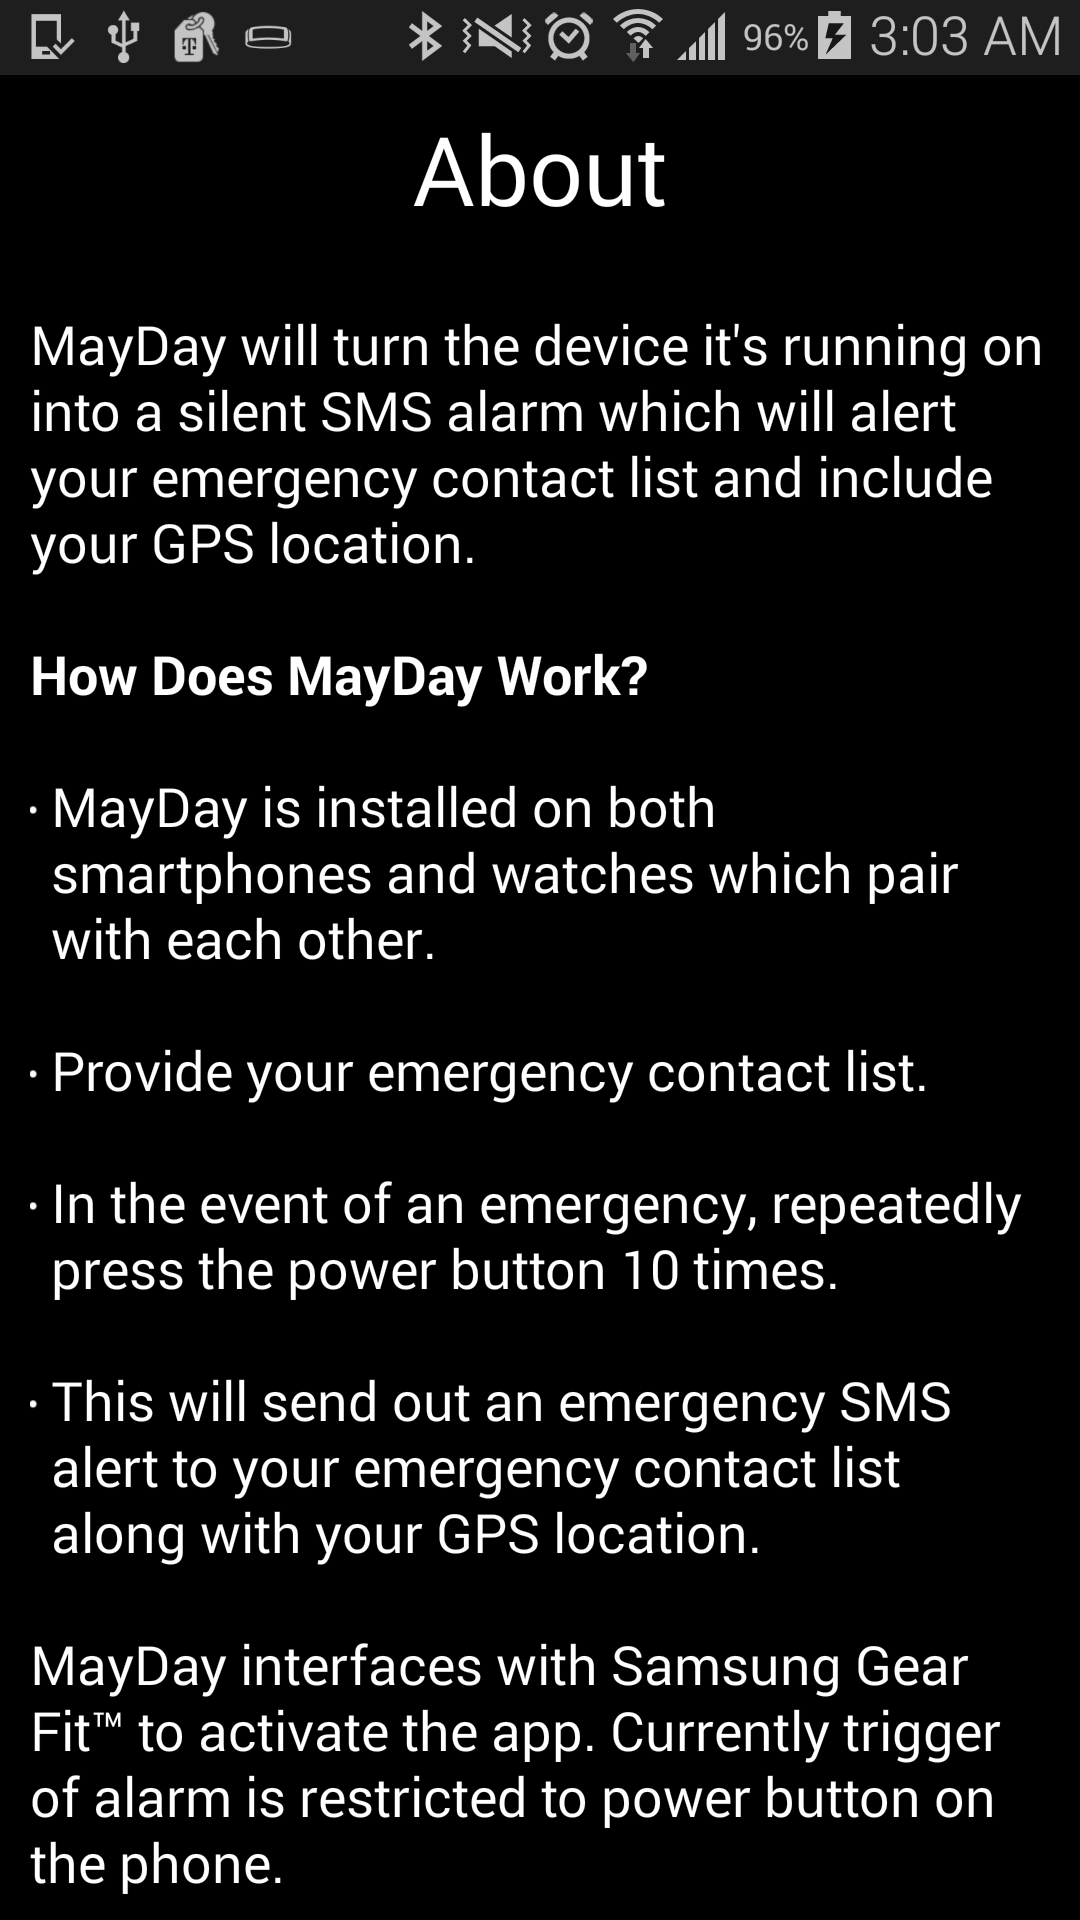 96% 3:03 AM
About
MayDay will turn the device it's running on
into a silent SMS alarm which will alert
your emergency contact list and include
your GPS location.
How Does MayDay Work?
· MayDay is installed on both
smartphones and watches which pair
with each other.
· Provide your emergency contact list.
· In the event of an emergency, repeatedly
press the power button 10 times.
· This will send out an emergency SMS
alert to your emergency contact list
along with your GPS location.
MayDay interfaces with Samsung Gear
Fit™ to activate the app. Currently trigger
of alarm is restricted to power button on
the phone.